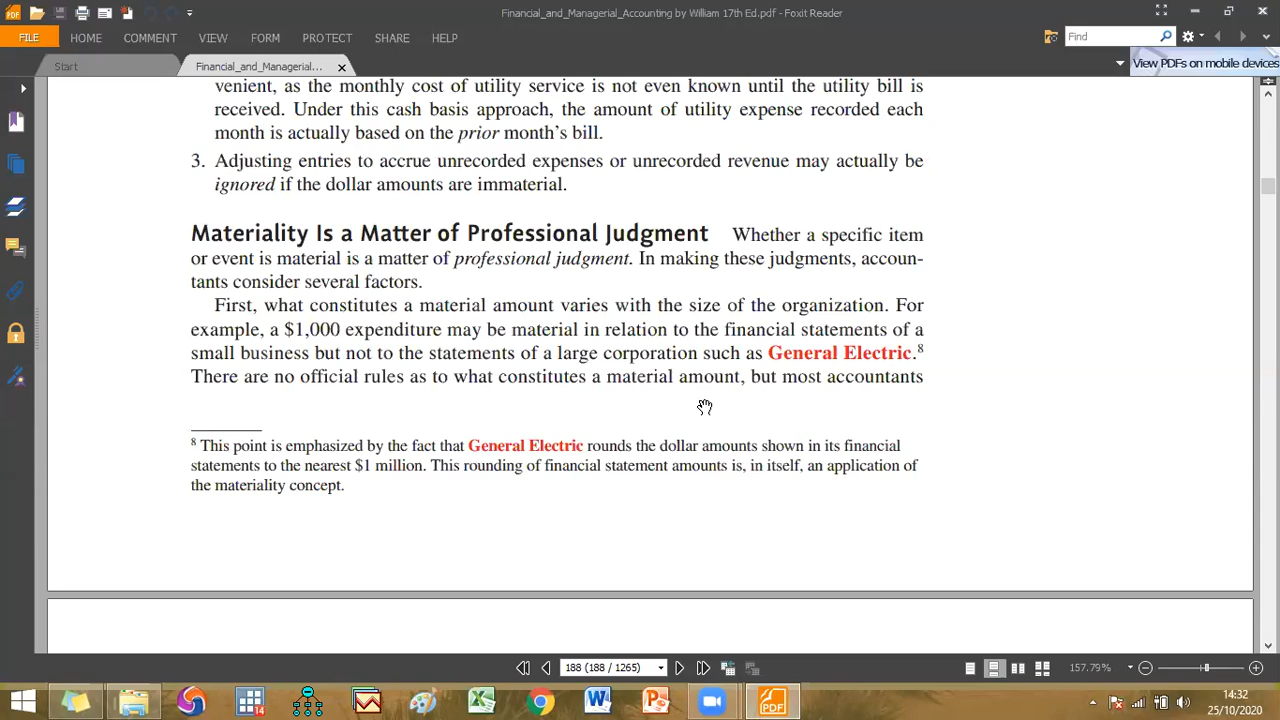 Financial_and_Managerial_Accounting by William 17th Ed.pdf - Foxit Reader
FILE HOME COMMENT VIEW FORM PROTECT SHARE HELP
Find
Start Financial_and_Managerial... View PDFs on mobile devices
venient, as the monthly cost of utility service is not even known until the utility bill is
received. Under this cash basis approach, the amount of utility expense recorded each
month is actually based on the prior month's bill.
3. Adjusting entries to accrue unrecorded expenses or unrecorded revenue may actually be
ignored if the dollar amounts are immaterial.
Materiality Is a Matter of Professional Judgment Whether a specific item
or event is material is a matter of professional judgment. In making these judgments, accoun-
tants consider several factors.
First, what constitutes a material amount varies with the size of the organization. For
example, a $1,000 expenditure may be material in relation to the financial statements of a
small business but not to the statements of a large corporation such as General Electric.8
There are no official rules as to what constitutes a material amount, but most accountants
8 This point is emphasized by the fact that General Electric rounds the dollar amounts shown in its financial
statements to the nearest $1 million. This rounding of financial statement amounts is, in itself, an application of
the materiality concept.
188 (188 / 1265) 157.79%
14
PDF
14:32
25/10/2020